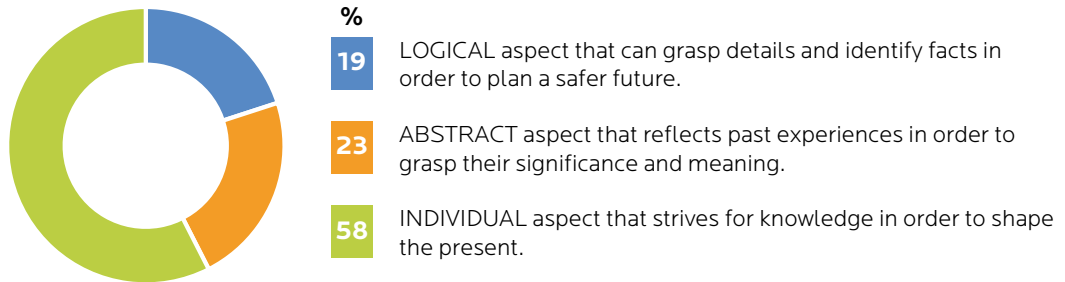 %
19
LOGICAL aspect that can grasp details and identify facts in
order to plan a safer future.
23
ABSTRACT aspect that reflects past experiences in order to
grasp their significance and meaning.
58
INDIVIDUAL aspect that strives for knowledge in order to shape
the present.